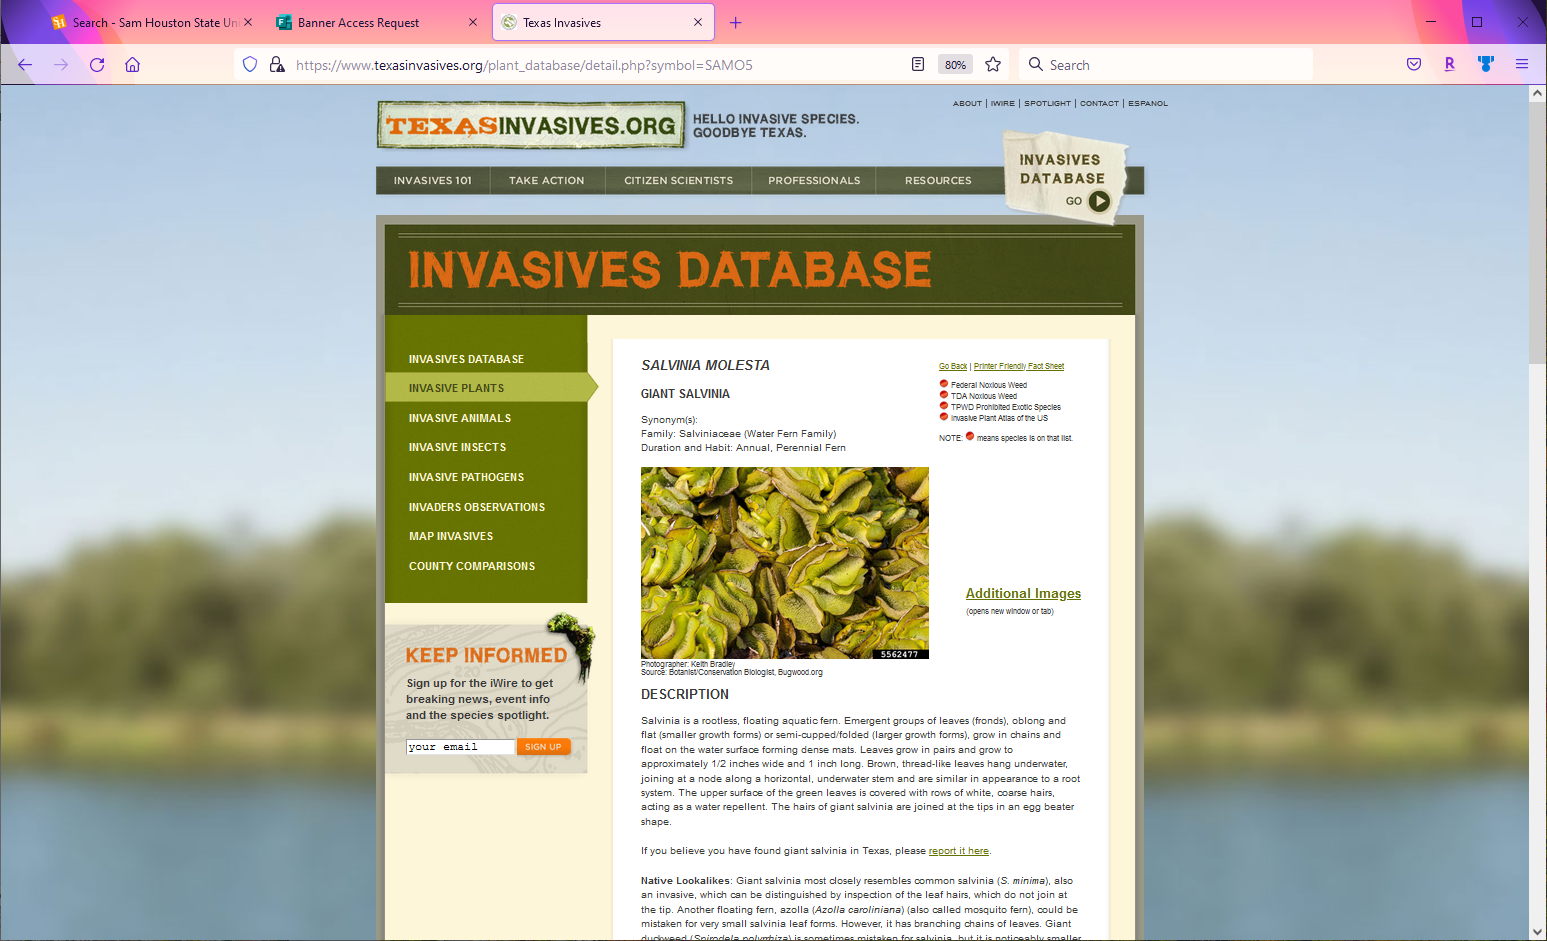 Search - Sam Houston State Uni
Banner Access Request
Texas Invasives
https://www.texasinvasives.org/plant_database/detail.php?symbol=SAMO5
80%
Search
ABOUT | IWIRE | SPOTLIGHT | CONTACT | ESPANOL
TEXASINVASIVES.ORG
HELLO INVASIVE SPECIES.
GOODBYE TEXAS.
INVASIVES 101
TAKE ACTION
CITIZEN SCIENTISTS
PROFESSIONALS
RESOURCES
INVASIVES
DATABASE
GO
INVASIVES DATABASE
INVASIVES DATABASE
INVASIVE PLANTS
INVASIVE ANIMALS
INVASIVE INSECTS
INVASIVE PATHOGENS
INVADERS OBSERVATIONS
MAP INVASIVES
COUNTY COMPARISONS
KEEP INFORMED
Sign up for the iWire to get
breaking news, event info
and the species spotlight.
your email
SIGN UP
SALVINIA MOLESTA
GIANT SALVINIA
Synonym(s):
Family: Salviniaceae (Water Fern Family)
Duration and Habit: Annual, Perennial Fern
Go Back | Printer Friendly Fact Sheet
Federal Noxious Weed
TDA Noxious Weed
TPWD Prohibited Exotic Species
Invasive Plant Atlas of the US
NOTE: means species is on that list.
5562477
Photographer: Keith Bradley
Source: Botanist/Conservation Biologist, Bugwood.org
Additional Images
(opens new window or tab)
DESCRIPTION
Salvinia is a rootless, floating aquatic fern. Emergent groups of leaves (fronds), oblong and
flat (smaller growth forms) or semi-cupped/folded (larger growth forms), grow in chains and
float on the water surface forming dense mats. Leaves grow in pairs and grow to
approximately 1/2 inches wide and 1 inch long. Brown, thread-like leaves hang underwater,
joining at a node along a horizontal, underwater stem and are similar in appearance to a root
system. The upper surface of the green leaves is covered with rows of white, coarse hairs,
acting as a water repellent. The hairs of giant salvinia are joined at the tips in an egg beater
shape.
If you believe you have found giant salvinia in Texas, please report it here.
Native Lookalikes: Giant salvinia most closely resembles common salvinia (S. minima), also
an invasive, which can be distinguished by inspection of the leaf hairs, which do not join at
the tip. Another floating fern, azolla (Azolla caroliniana) (also called mosquito fern), could be
mistaken for very small salvinia leaf forms. However, it has branching chains of leaves. Giant
duckweed (Spirodela polyrhiza) is sometimes mistaken for salvinia, but it is noticeably smaller